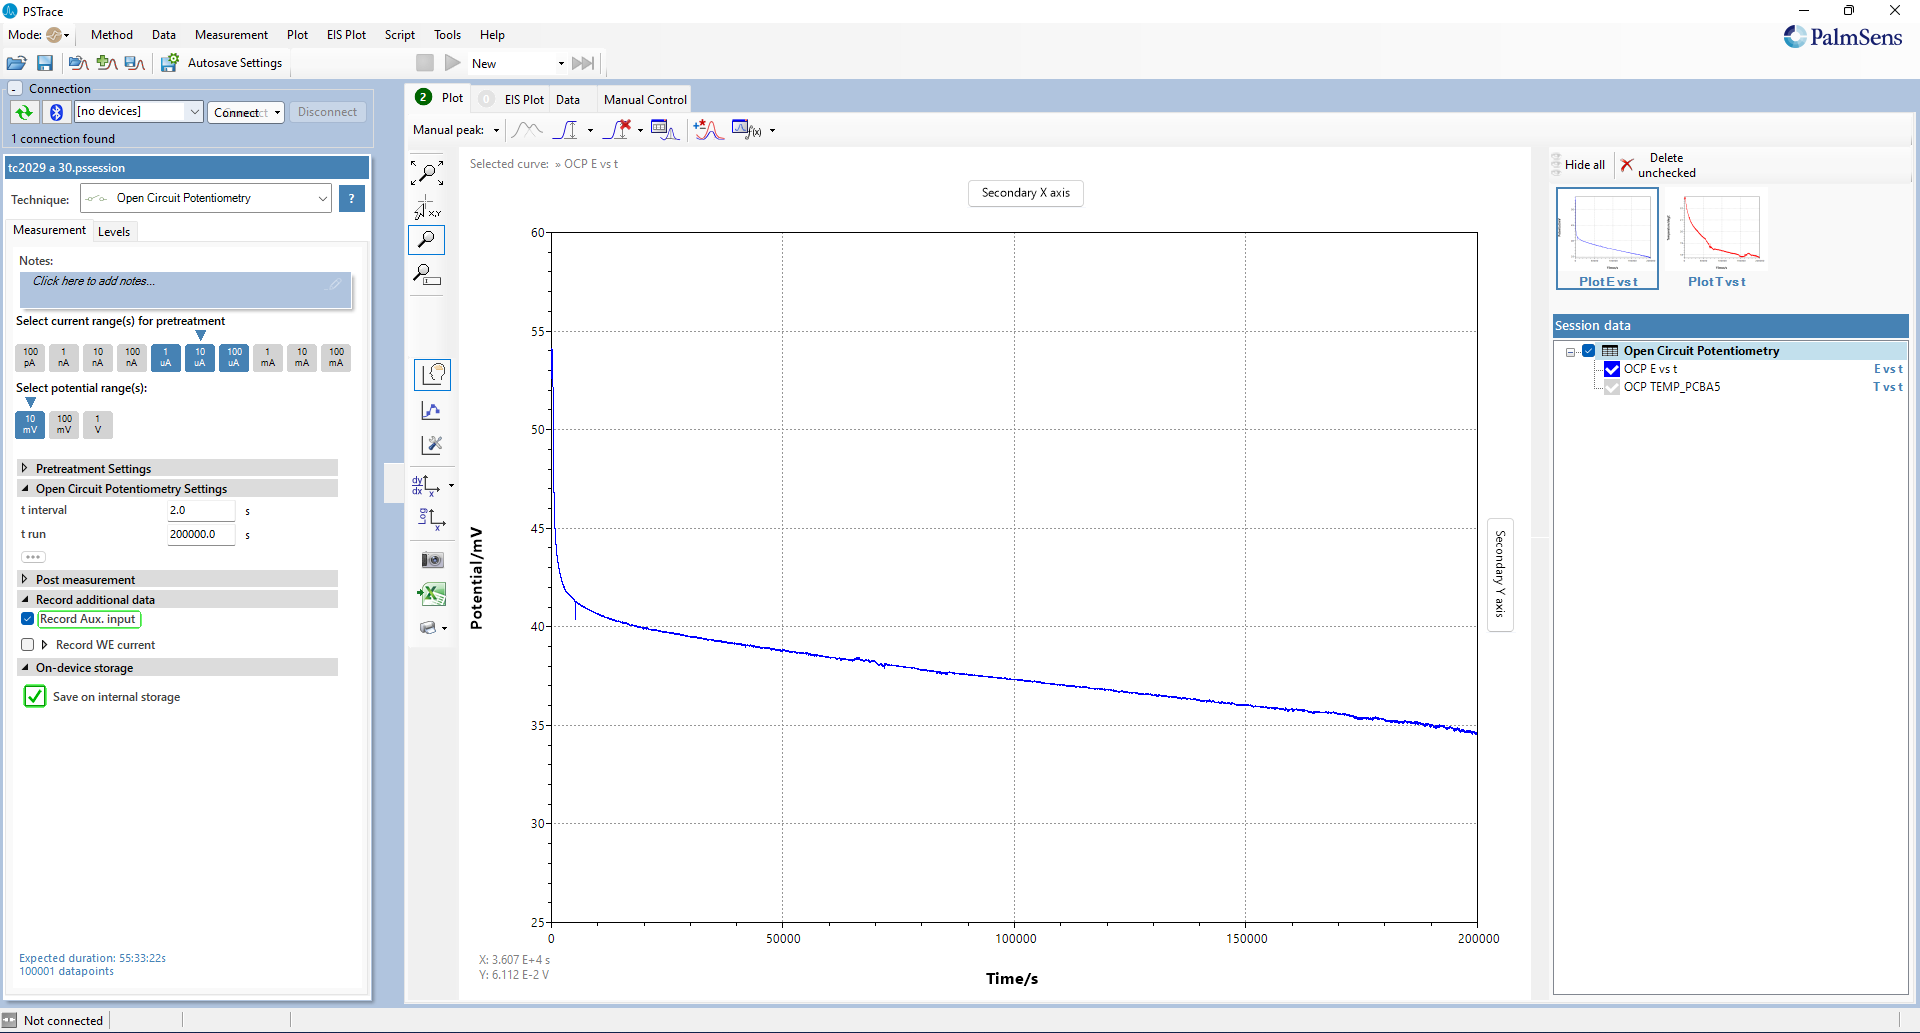 PSTrace
Mode: Method Data Measurement Plot EIS Plot Script Tools Help
PalmSens
Autosave Settings New
- Connection
[no devices] Connect Disconnect
1 connection found
tc2029 a 30.pssession
Technique: Open Circuit Potentiometry ?
Measurement Levels
Notes:
Click here to add notes...
Select current range(s) for pretreatment
100 pA 1 nA 10 nA 100 nA 1 uA 10 uA 100 uA 1 mA 10 mA 100 mA
Select potential range(s):
10 mV 100 mV 1 V
Pretreatment Settings
Open Circuit Potentiometry Settings
t interval 2.0 s
t run 200000.0 s
Post measurement
Record additional data
Record Aux. input
Record WE current
On-device storage
Save on internal storage
Expected duration: 55:33:22s
100001 datapoints
Not connected
2 Plot 0 EIS Plot Data Manual Control
Manual peak: f(x)
Selected curve: » OCP E vs t
X,Y
dy/dx x
Log x
Secondary X axis
60
55
50
45
40
35
30
25
Potential/mV
Secondary Y axis
0 50000 100000 150000 200000
Time/s
X: 3.607 E+4 s
Y: 6.112 E-2 V
Hide all Delete unchecked
Plot E vs t Plot T vs t
Session data
Open Circuit Potentiometry
OCP E vs t E vs t
OCP TEMP_PCBA5 T vs t